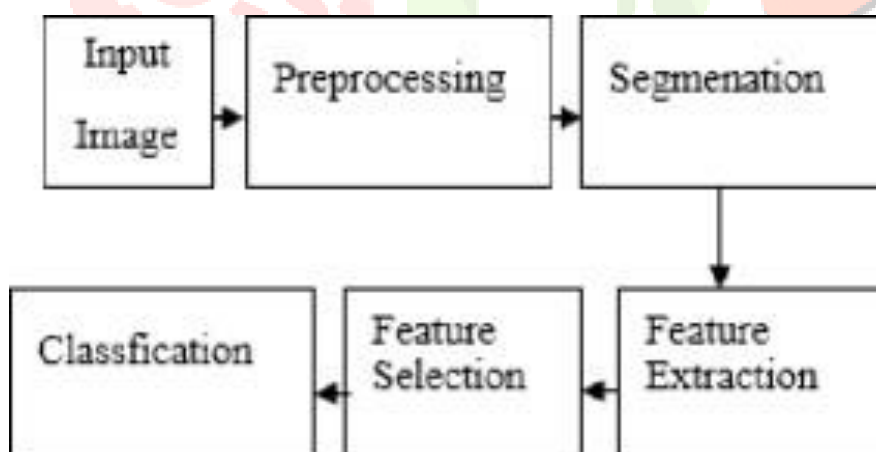 Input
Image
Preprocessing
Segmenation
Feature
Extraction
Feature
Selection
Classfication